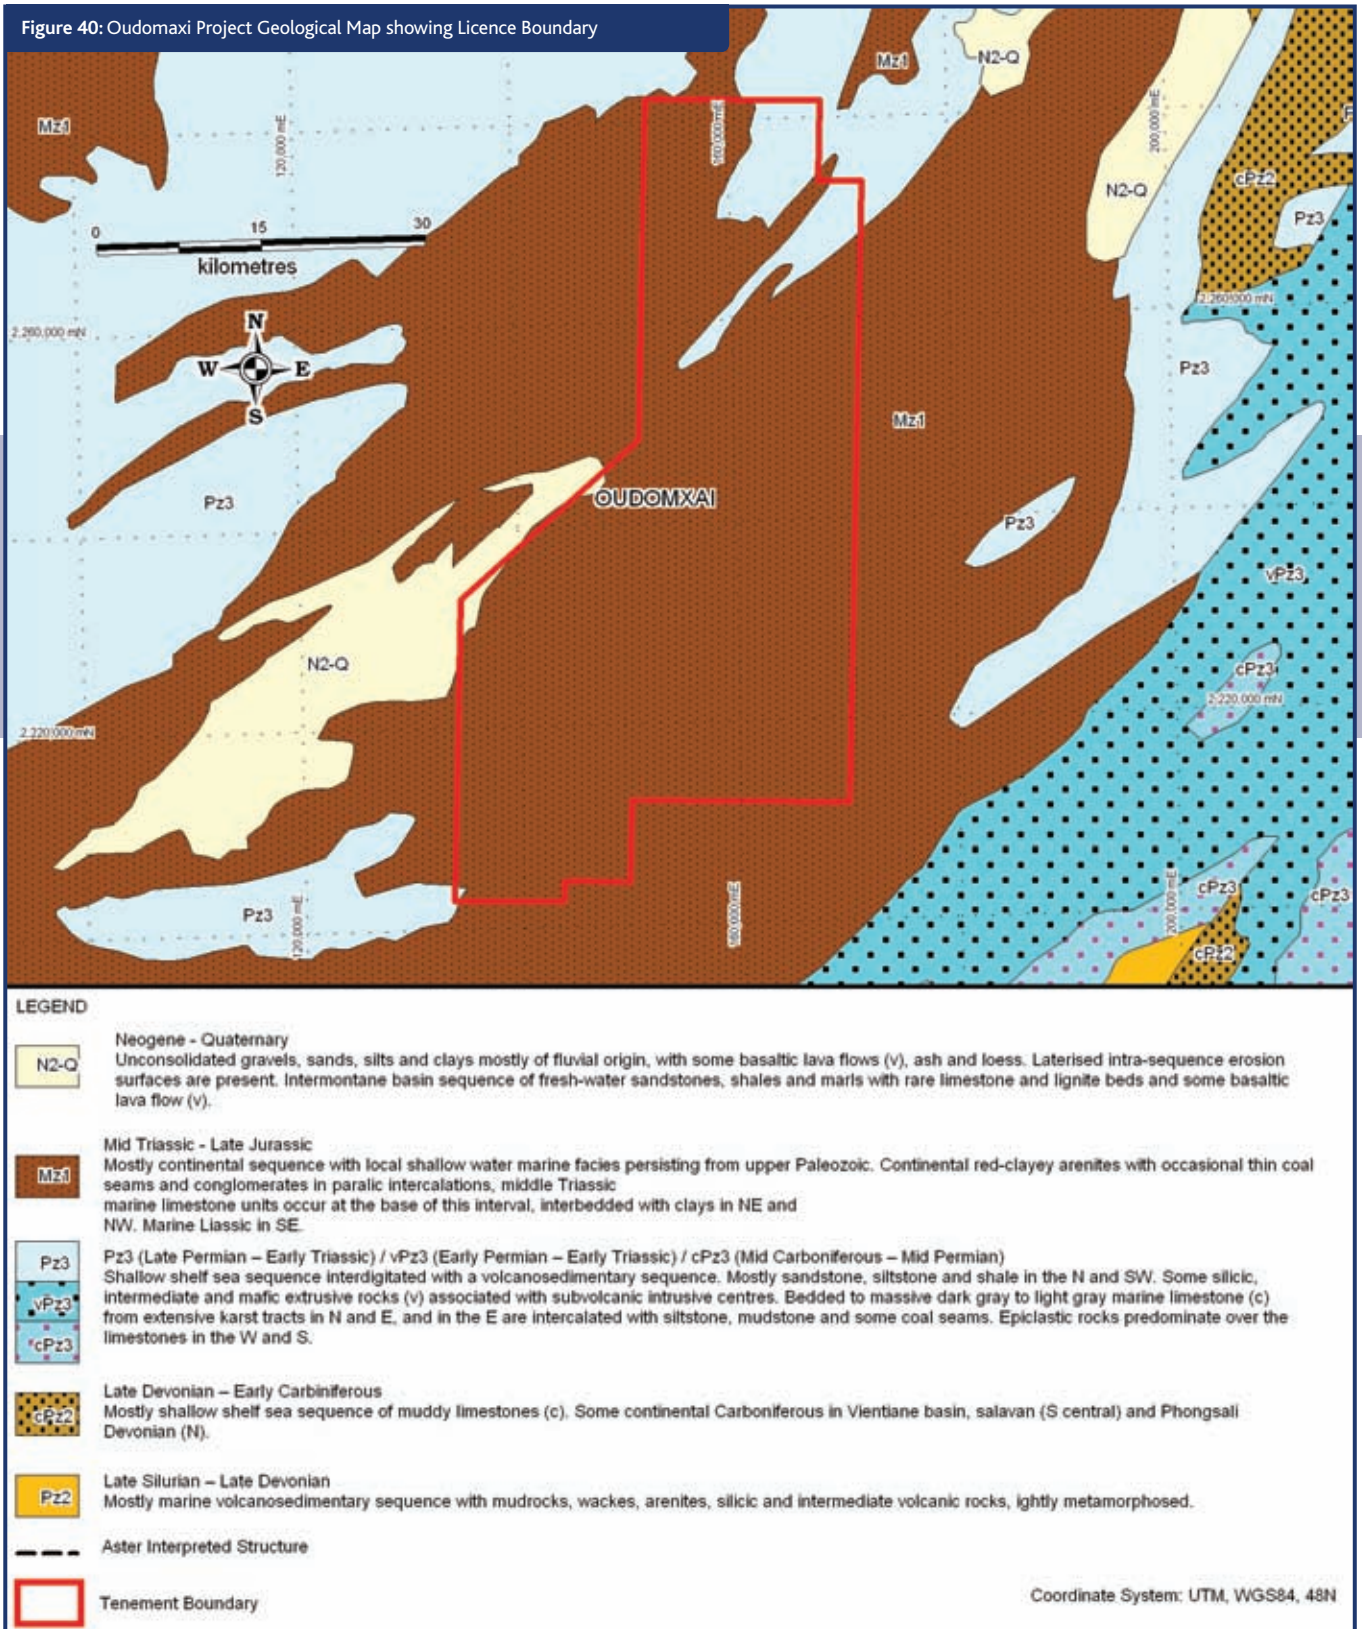 Figure 40: Oudomaxi Project Geological Map showing Licence Boundary
Mz1
N2-Q
Mz1
120,000 mE
160,000 mE
200,000 mE
cPz2
N2-Q
Pz3
0 15 30
kilometres
2,260,000 mN
2,260,000 mN
N
W E
S
Pz3
Mz1
Pz3
OUDOMXAI
Pz3
vPz3
N2-Q
cPz3
2,220,000 mN
2,220,000 mN
Pz3
120,000 mE
160,000 mE
200,000 mE
cPz3
cPz3
cPz2
LEGEND
N2-Q
Neogene - Quaternary
Unconsolidated gravels, sands, silts and clays mostly of fluvial origin, with some basaltic lava flows (v), ash and loess. Laterised intra-sequence erosion
surfaces are present. Intermontane basin sequence of fresh-water sandstones, shales and marls with rare limestone and lignite beds and some basaltic
lava flow (v).
Mz1
Mid Triassic - Late Jurassic
Mostly continental sequence with local shallow water marine facies persisting from upper Paleozoic. Continental red-clayey arenites with occasional thin coal
seams and conglomerates in paralic intercalations, middle Triassic
marine limestone units occur at the base of this interval, interbedded with clays in NE and
NW. Marine Liassic in SE.
Pz3
vPz3
cPz3
Pz3 (Late Permian – Early Triassic) / vPz3 (Early Permian – Early Triassic) / cPz3 (Mid Carboniferous – Mid Permian)
Shallow shelf sea sequence interdigitated with a volcanosedimentary sequence. Mostly sandstone, siltstone and shale in the N and SW. Some silicic,
intermediate and mafic extrusive rocks (v) associated with subvolcanic intrusive centres. Bedded to massive dark gray to light gray marine limestone (c)
from extensive karst tracts in N and E, and in the E are intercalated with siltstone, mudstone and some coal seams. Epiclastic rocks predominate over the
limestones in the W and S.
cPz2
Late Devonian – Early Carbiniferous
Mostly shallow shelf sea sequence of muddy limestones (c). Some continental Carboniferous in Vientiane basin, salavan (S central) and Phongsali
Devonian (N).
Pz2
Late Silurian – Late Devonian
Mostly marine volcanosedimentary sequence with mudrocks, wackes, arenites, silicic and intermediate volcanic rocks, ightly metamorphosed.
Aster Interpreted Structure
Tenement Boundary
Coordinate System: UTM, WGS84, 48N